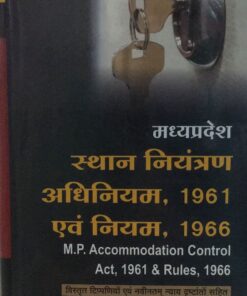 मध्यप्रदेश
स्थान नियंत्रण
अधिनियम, 1961
एवं नियम, 1966
M.P. Accommodation Control
Act, 1961 & Rules, 1966
विस्तृत टिप्पणियों एवं नवीनतम न्याय दृष्टांतों सहित